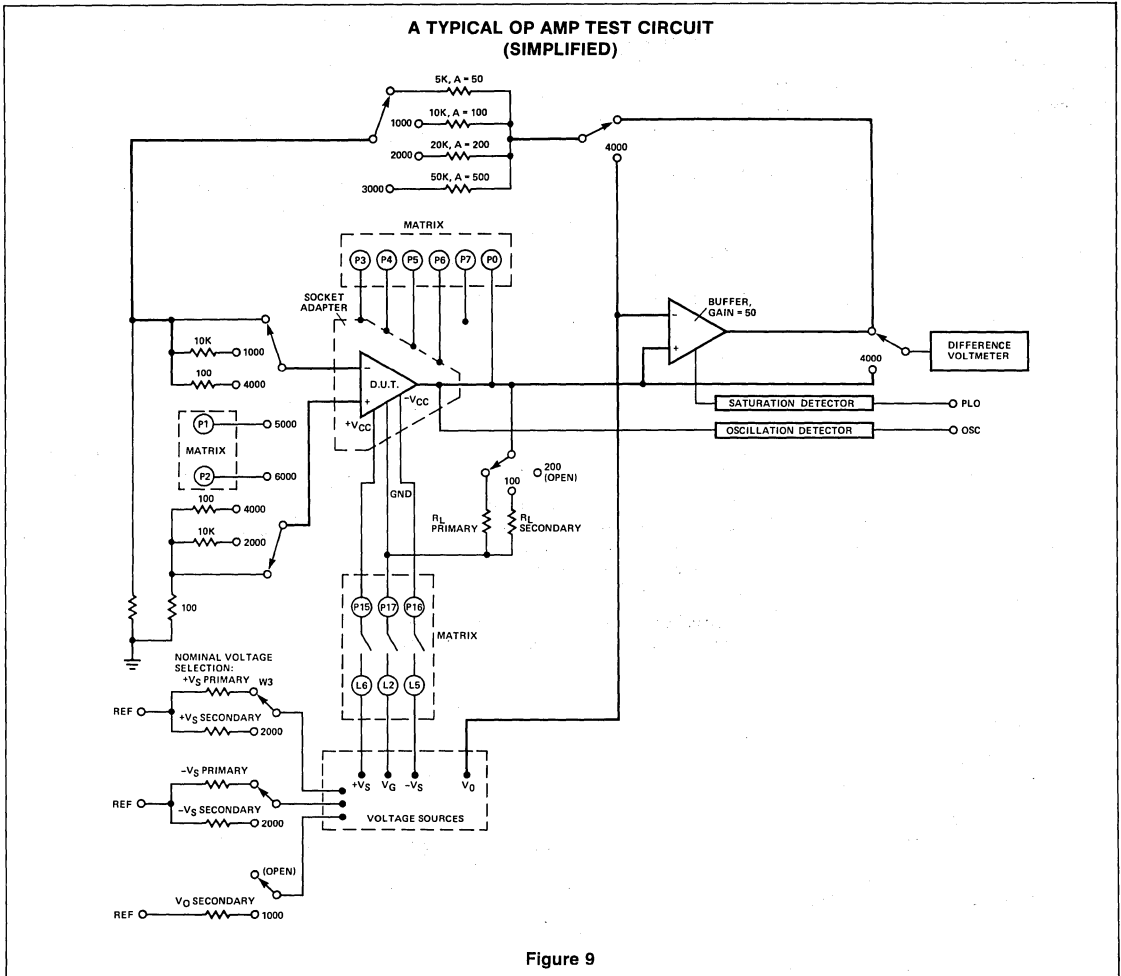 A TYPICAL OP AMP TEST CIRCUIT
(SIMPLIFIED)
5K, A = 50
1000
10K, A = 100
2000
20K, A = 200
3000
50K, A = 500
4000
MATRIX
P3 P4 P5 P6 P7 P0
SOCKET
ADAPTER
BUFFER,
GAIN = 50
-
+
DIFFERENCE
VOLTMETER
4000
10K
1000
100
4000
-
D.U.T.
+
-VCC
+VCC
SATURATION DETECTOR
PLO
OSCILLATION DETECTOR
OSC
P1
5000
MATRIX
P2
6000
GND
200
(OPEN)
100
RL
PRIMARY
RL
SECONDARY
100
4000
10K
2000
100
P15 P17 P16
MATRIX
L6 L2 L5
NOMINAL VOLTAGE
SELECTION:
+VS PRIMARY
W3
REF
+VS SECONDARY
2000
-VS PRIMARY
REF
-VS SECONDARY
2000
+VS VG -VS VO
VOLTAGE SOURCES
(OPEN)
VO SECONDARY
REF
1000
Figure 9